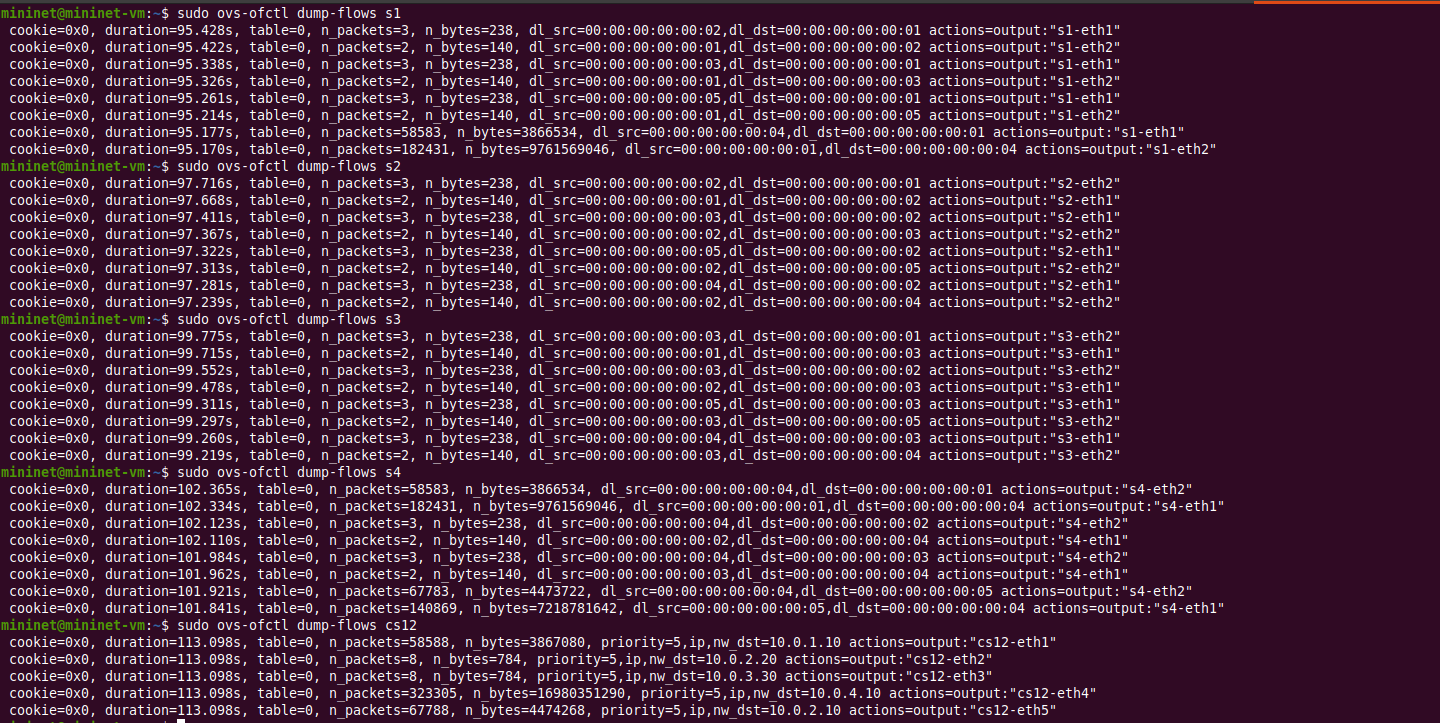 mininet@mininet-vm:~$ sudo ovs-ofctl dump-flows s1
 cookie=0x0, duration=95.428s, table=0, n_packets=3, n_bytes=238, dl_src=00:00:00:00:00:02,dl_dst=00:00:00:00:00:01 actions=output:"s1-eth1"
 cookie=0x0, duration=95.422s, table=0, n_packets=2, n_bytes=140, dl_src=00:00:00:00:00:01,dl_dst=00:00:00:00:00:02 actions=output:"s1-eth2"
 cookie=0x0, duration=95.338s, table=0, n_packets=3, n_bytes=238, dl_src=00:00:00:00:00:03,dl_dst=00:00:00:00:00:01 actions=output:"s1-eth1"
 cookie=0x0, duration=95.326s, table=0, n_packets=2, n_bytes=140, dl_src=00:00:00:00:00:01,dl_dst=00:00:00:00:00:03 actions=output:"s1-eth2"
 cookie=0x0, duration=95.261s, table=0, n_packets=3, n_bytes=238, dl_src=00:00:00:00:00:05,dl_dst=00:00:00:00:00:01 actions=output:"s1-eth1"
 cookie=0x0, duration=95.214s, table=0, n_packets=2, n_bytes=140, dl_src=00:00:00:00:00:01,dl_dst=00:00:00:00:00:05 actions=output:"s1-eth2"
 cookie=0x0, duration=95.177s, table=0, n_packets=58583, n_bytes=3866534, dl_src=00:00:00:00:00:04,dl_dst=00:00:00:00:00:01 actions=output:"s1-eth1"
 cookie=0x0, duration=95.170s, table=0, n_packets=182431, n_bytes=9761569046, dl_src=00:00:00:00:00:01,dl_dst=00:00:00:00:00:04 actions=output:"s1-eth2"
mininet@mininet-vm:~$ sudo ovs-ofctl dump-flows s2
 cookie=0x0, duration=97.716s, table=0, n_packets=3, n_bytes=238, dl_src=00:00:00:00:00:02,dl_dst=00:00:00:00:00:01 actions=output:"s2-eth2"
 cookie=0x0, duration=97.668s, table=0, n_packets=2, n_bytes=140, dl_src=00:00:00:00:00:01,dl_dst=00:00:00:00:00:02 actions=output:"s2-eth1"
 cookie=0x0, duration=97.411s, table=0, n_packets=3, n_bytes=238, dl_src=00:00:00:00:00:03,dl_dst=00:00:00:00:00:02 actions=output:"s2-eth1"
 cookie=0x0, duration=97.367s, table=0, n_packets=2, n_bytes=140, dl_src=00:00:00:00:00:02,dl_dst=00:00:00:00:00:03 actions=output:"s2-eth2"
 cookie=0x0, duration=97.322s, table=0, n_packets=3, n_bytes=238, dl_src=00:00:00:00:00:05,dl_dst=00:00:00:00:00:02 actions=output:"s2-eth1"
 cookie=0x0, duration=97.313s, table=0, n_packets=2, n_bytes=140, dl_src=00:00:00:00:00:02,dl_dst=00:00:00:00:00:05 actions=output:"s2-eth2"
 cookie=0x0, duration=97.281s, table=0, n_packets=3, n_bytes=238, dl_src=00:00:00:00:00:04,dl_dst=00:00:00:00:00:02 actions=output:"s2-eth1"
 cookie=0x0, duration=97.239s, table=0, n_packets=2, n_bytes=140, dl_src=00:00:00:00:00:02,dl_dst=00:00:00:00:00:04 actions=output:"s2-eth2"
mininet@mininet-vm:~$ sudo ovs-ofctl dump-flows s3
 cookie=0x0, duration=99.775s, table=0, n_packets=3, n_bytes=238, dl_src=00:00:00:00:00:03,dl_dst=00:00:00:00:00:01 actions=output:"s3-eth2"
 cookie=0x0, duration=99.715s, table=0, n_packets=2, n_bytes=140, dl_src=00:00:00:00:00:01,dl_dst=00:00:00:00:00:03 actions=output:"s3-eth1"
 cookie=0x0, duration=99.552s, table=0, n_packets=3, n_bytes=238, dl_src=00:00:00:00:00:03,dl_dst=00:00:00:00:00:02 actions=output:"s3-eth2"
 cookie=0x0, duration=99.478s, table=0, n_packets=2, n_bytes=140, dl_src=00:00:00:00:00:02,dl_dst=00:00:00:00:00:03 actions=output:"s3-eth1"
 cookie=0x0, duration=99.311s, table=0, n_packets=3, n_bytes=238, dl_src=00:00:00:00:00:05,dl_dst=00:00:00:00:00:03 actions=output:"s3-eth1"
 cookie=0x0, duration=99.297s, table=0, n_packets=2, n_bytes=140, dl_src=00:00:00:00:00:03,dl_dst=00:00:00:00:00:05 actions=output:"s3-eth2"
 cookie=0x0, duration=99.260s, table=0, n_packets=3, n_bytes=238, dl_src=00:00:00:00:00:04,dl_dst=00:00:00:00:00:03 actions=output:"s3-eth1"
 cookie=0x0, duration=99.219s, table=0, n_packets=2, n_bytes=140, dl_src=00:00:00:00:00:03,dl_dst=00:00:00:00:00:04 actions=output:"s3-eth2"
mininet@mininet-vm:~$ sudo ovs-ofctl dump-flows s4
 cookie=0x0, duration=102.365s, table=0, n_packets=58583, n_bytes=3866534, dl_src=00:00:00:00:00:04,dl_dst=00:00:00:00:00:01 actions=output:"s4-eth2"
 cookie=0x0, duration=102.334s, table=0, n_packets=182431, n_bytes=9761569046, dl_src=00:00:00:00:00:01,dl_dst=00:00:00:00:00:04 actions=output:"s4-eth1"
 cookie=0x0, duration=102.123s, table=0, n_packets=3, n_bytes=238, dl_src=00:00:00:00:00:04,dl_dst=00:00:00:00:00:02 actions=output:"s4-eth2"
 cookie=0x0, duration=102.110s, table=0, n_packets=2, n_bytes=140, dl_src=00:00:00:00:00:02,dl_dst=00:00:00:00:00:04 actions=output:"s4-eth1"
 cookie=0x0, duration=101.984s, table=0, n_packets=3, n_bytes=238, dl_src=00:00:00:00:00:04,dl_dst=00:00:00:00:00:03 actions=output:"s4-eth2"
 cookie=0x0, duration=101.962s, table=0, n_packets=2, n_bytes=140, dl_src=00:00:00:00:00:03,dl_dst=00:00:00:00:00:04 actions=output:"s4-eth1"
 cookie=0x0, duration=101.921s, table=0, n_packets=67783, n_bytes=4473722, dl_src=00:00:00:00:00:04,dl_dst=00:00:00:00:00:05 actions=output:"s4-eth2"
 cookie=0x0, duration=101.841s, table=0, n_packets=140869, n_bytes=7218781642, dl_src=00:00:00:00:00:05,dl_dst=00:00:00:00:00:04 actions=output:"s4-eth1"
mininet@mininet-vm:~$ sudo ovs-ofctl dump-flows cs12
 cookie=0x0, duration=113.098s, table=0, n_packets=58588, n_bytes=3867080, priority=5,ip,nw_dst=10.0.1.10 actions=output:"cs12-eth1"
 cookie=0x0, duration=113.098s, table=0, n_packets=8, n_bytes=784, priority=5,ip,nw_dst=10.0.2.20 actions=output:"cs12-eth2"
 cookie=0x0, duration=113.098s, table=0, n_packets=8, n_bytes=784, priority=5,ip,nw_dst=10.0.3.30 actions=output:"cs12-eth3"
 cookie=0x0, duration=113.098s, table=0, n_packets=323305, n_bytes=16980351290, priority=5,ip,nw_dst=10.0.4.10 actions=output:"cs12-eth4"
 cookie=0x0, duration=113.098s, table=0, n_packets=67788, n_bytes=4474268, priority=5,ip,nw_dst=10.0.2.10 actions=output:"cs12-eth5"